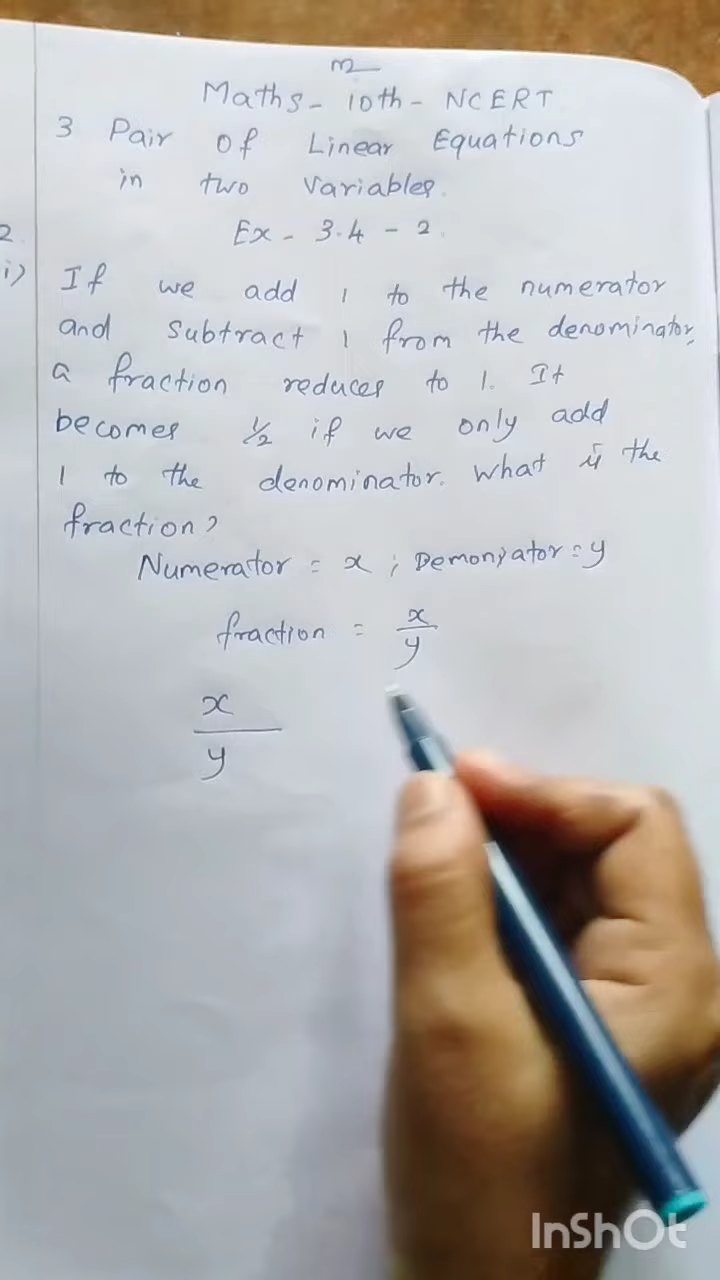 m
Maths - 10th - NCERT
3 Pair of Linear Equations
in two variables.
Ex - 3.4 - 2.
2
i) If we add 1 to the numerator
and subtract 1 from the denominator,
a fraction reduces to 1. It
becomes 1/2 if we only add
1 to the denominator. What is the
fraction?
Numerator = x ; Demoniator = y
fraction = x/y
x
y
InShOt